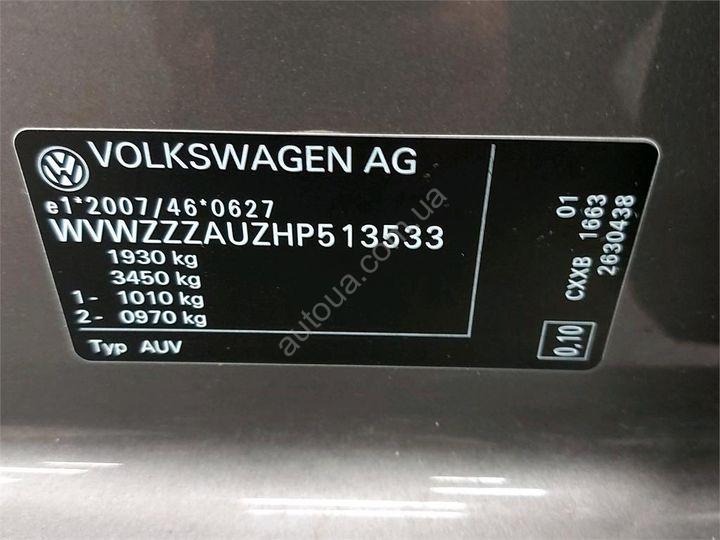 VOLKSWAGEN AG
e1*2007/46*0627
WVWZZZAUZHP513533
1930 kg
3450 kg
1- 1010 kg
2- 0970 kg
Typ AUV
01
CXXB 1663
2630438
0,10
autoua.com.ua